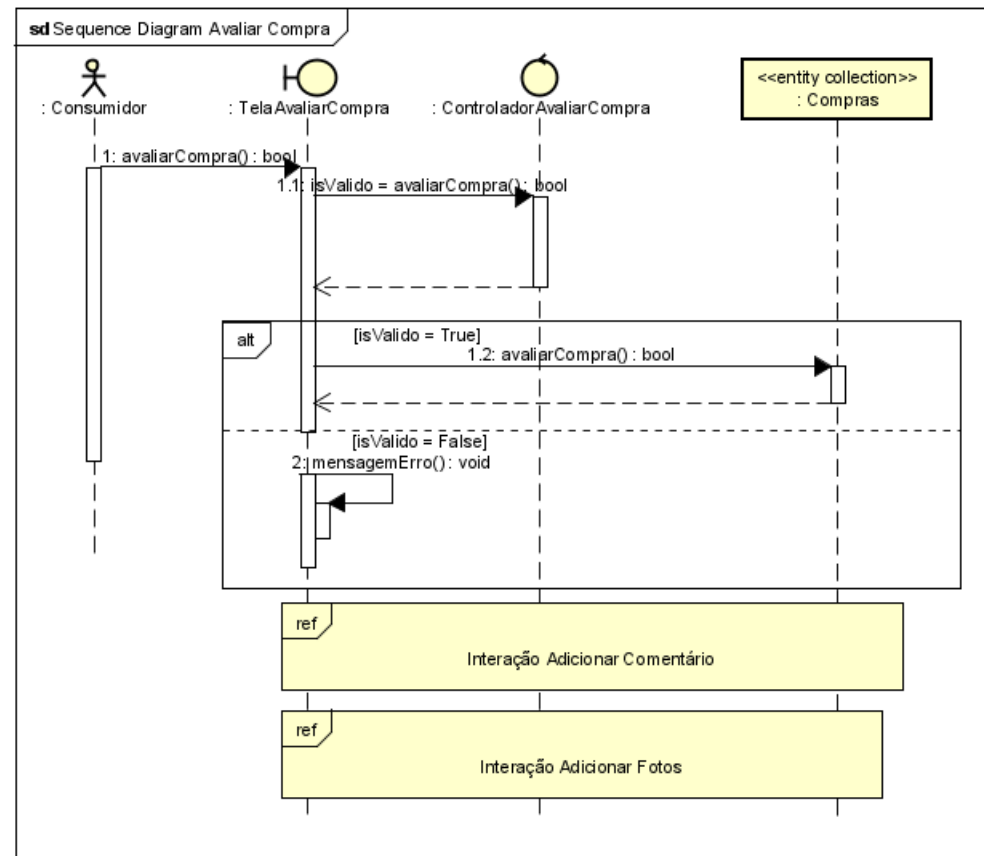 sd Sequence Diagram Avaliar Compra
: Consumidor
: TelaAvaliarCompra
: ControladorAvaliarCompra
<<entity collection>>
: Compras
1: avaliarCompra() : bool
1.1: isValido = avaliarCompra() : bool
alt
[isValido = True]
1.2: avaliarCompra() : bool
[isValido = False]
2: mensagemErro() : void
ref
Interação Adicionar Comentário
ref
Interação Adicionar Fotos